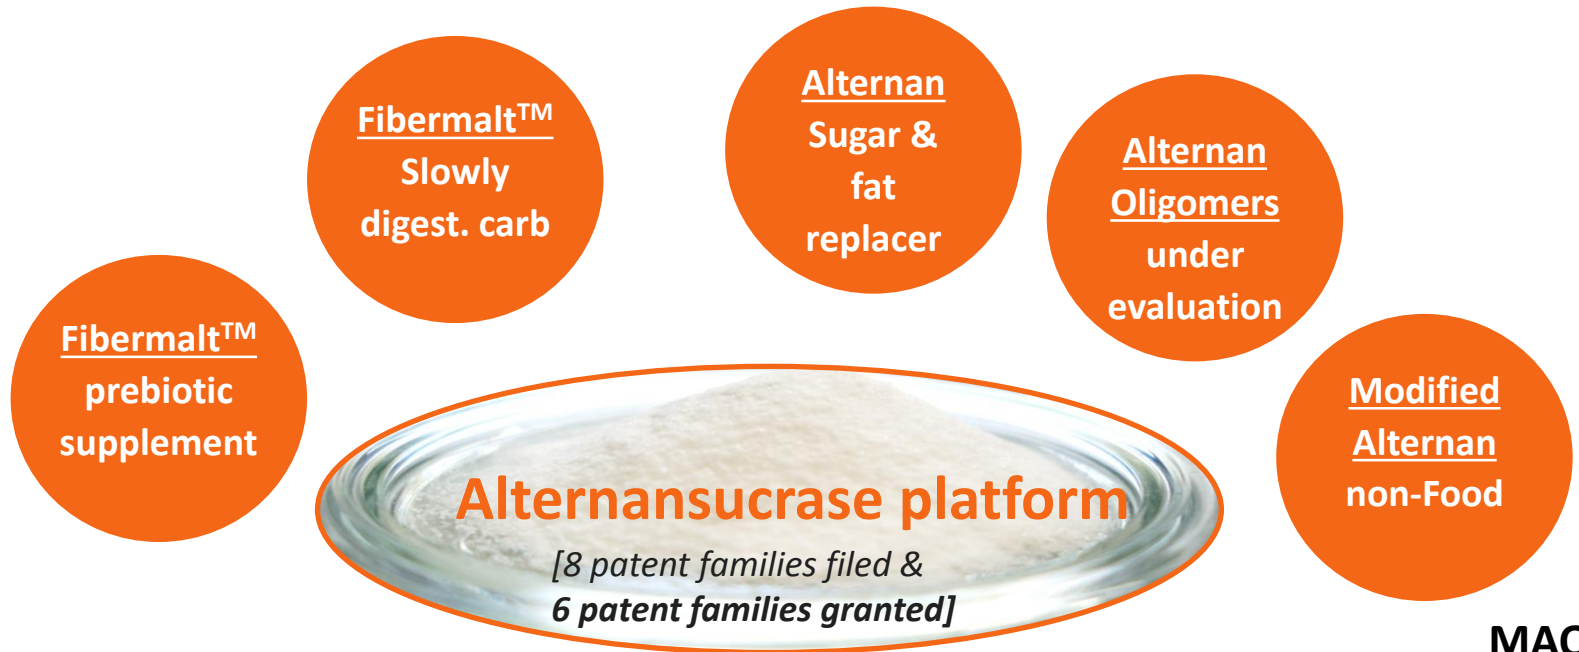 Fibermalt™
prebiotic
supplement
Fibermalt™
Slowly
digest. carb
Alternan
Sugar &
fat
replacer
Alternan
Oligomers
under
evaluation
Modified
Alternan
non-Food
Alternansucrase platform
[8 patent families filed &
6 patent families granted]